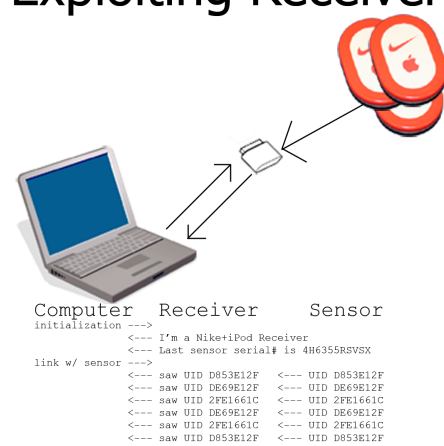 Exploiting Receiver
Computer Receiver Sensor
initialization --->
<--- I'm a Nike+iPod Receiver
<--- Last sensor serial# is 4H6355RSVSX
link w/ sensor --->
<--- saw UID D853E12F <--- UID D853E12F
<--- saw UID DE69E12F <--- UID DE69E12F
<--- saw UID 2FE1661C <--- UID 2FE1661C
<--- saw UID DE69E12F <--- UID DE69E12F
<--- saw UID 2FE1661C <--- UID 2FE1661C
<--- saw UID D853E12F <--- UID D853E12F